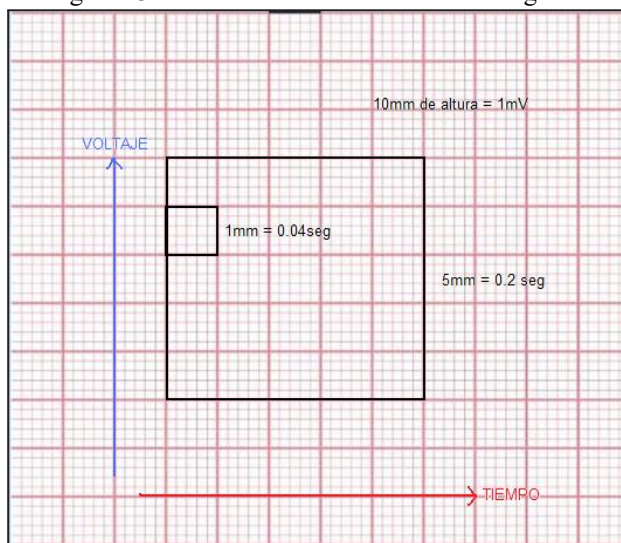 10mm de altura = 1mV
VOLTAJE
1mm = 0.04seg
5mm = 0.2 seg
TIEMPO